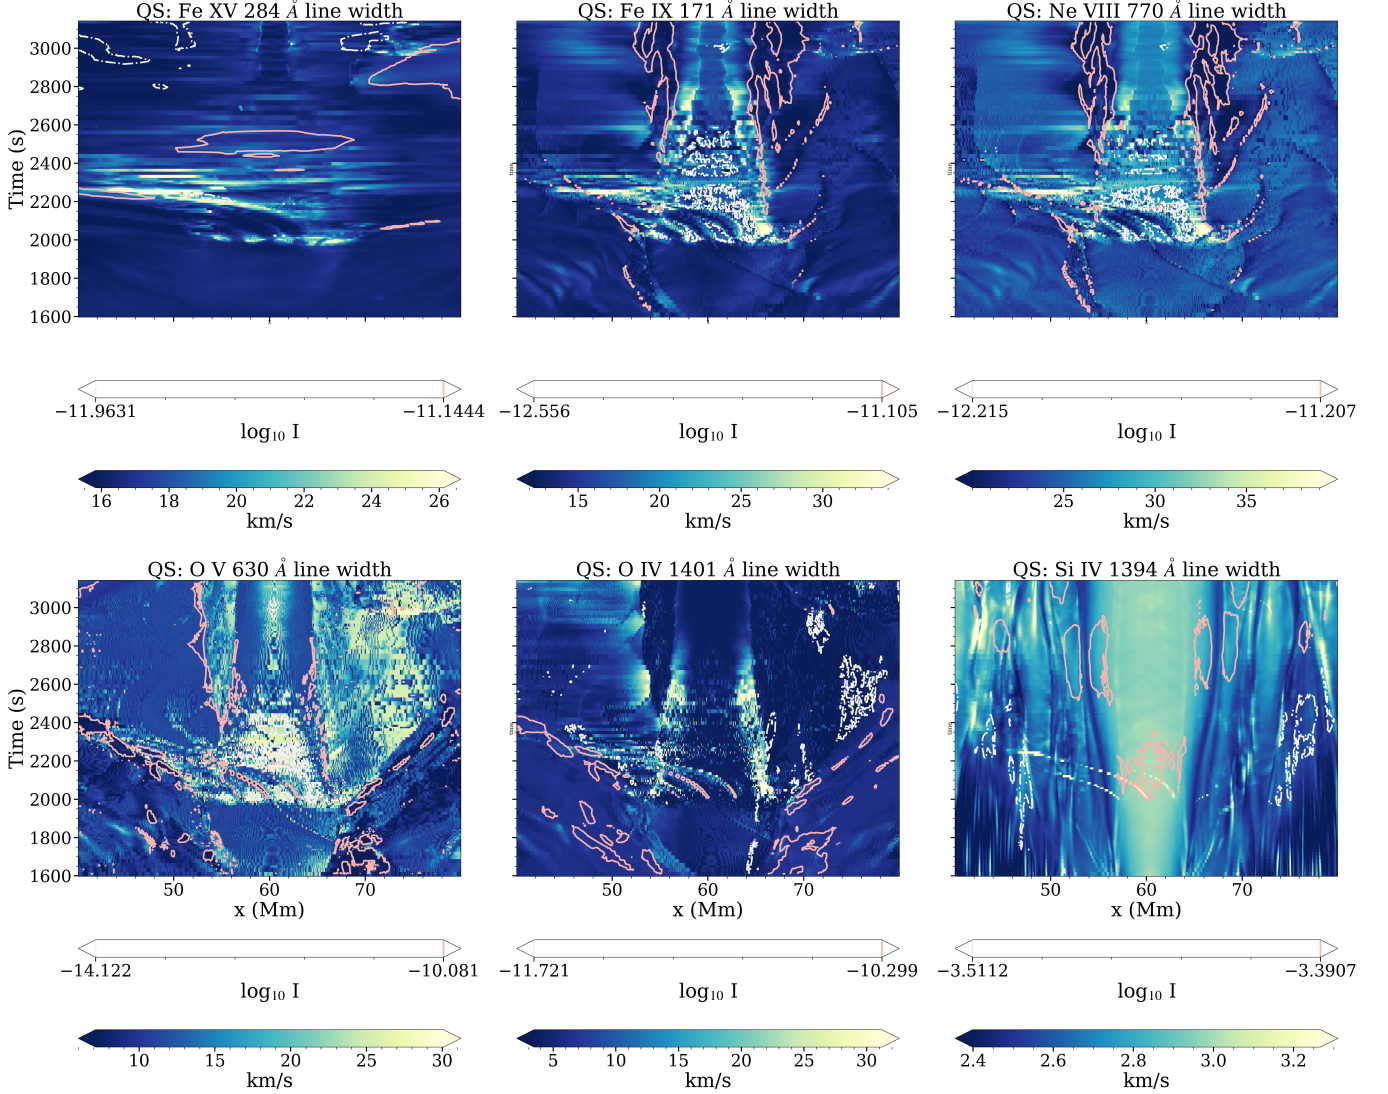 QS: Fe XV 284 Å line width
QS: Fe IX 171 Å line width
QS: Ne VIII 770 Å line width
Time (s)
3000
2800
2600
2400
2200
2000
1800
1600
time
time
x
x
x
−11.9631 −11.1444
−12.556 −11.105
−12.215 −11.207
log₁₀ I
log₁₀ I
log₁₀ I
16 18 20 22 24 26
15 20 25 30
25 30 35
km/s
km/s
km/s
QS: O V 630 Å line width
QS: O IV 1401 Å line width
QS: Si IV 1394 Å line width
Time (s)
3000
2800
2600
2400
2200
2000
1800
1600
time
time
50 60 70
50 60 70
50 60 70
x (Mm)
x (Mm)
x (Mm)
−14.122 −10.081
−11.721 −10.299
−3.5112 −3.3907
log₁₀ I
log₁₀ I
log₁₀ I
10 15 20 25 30
5 10 15 20 25 30
2.4 2.6 2.8 3.0 3.2
km/s
km/s
km/s